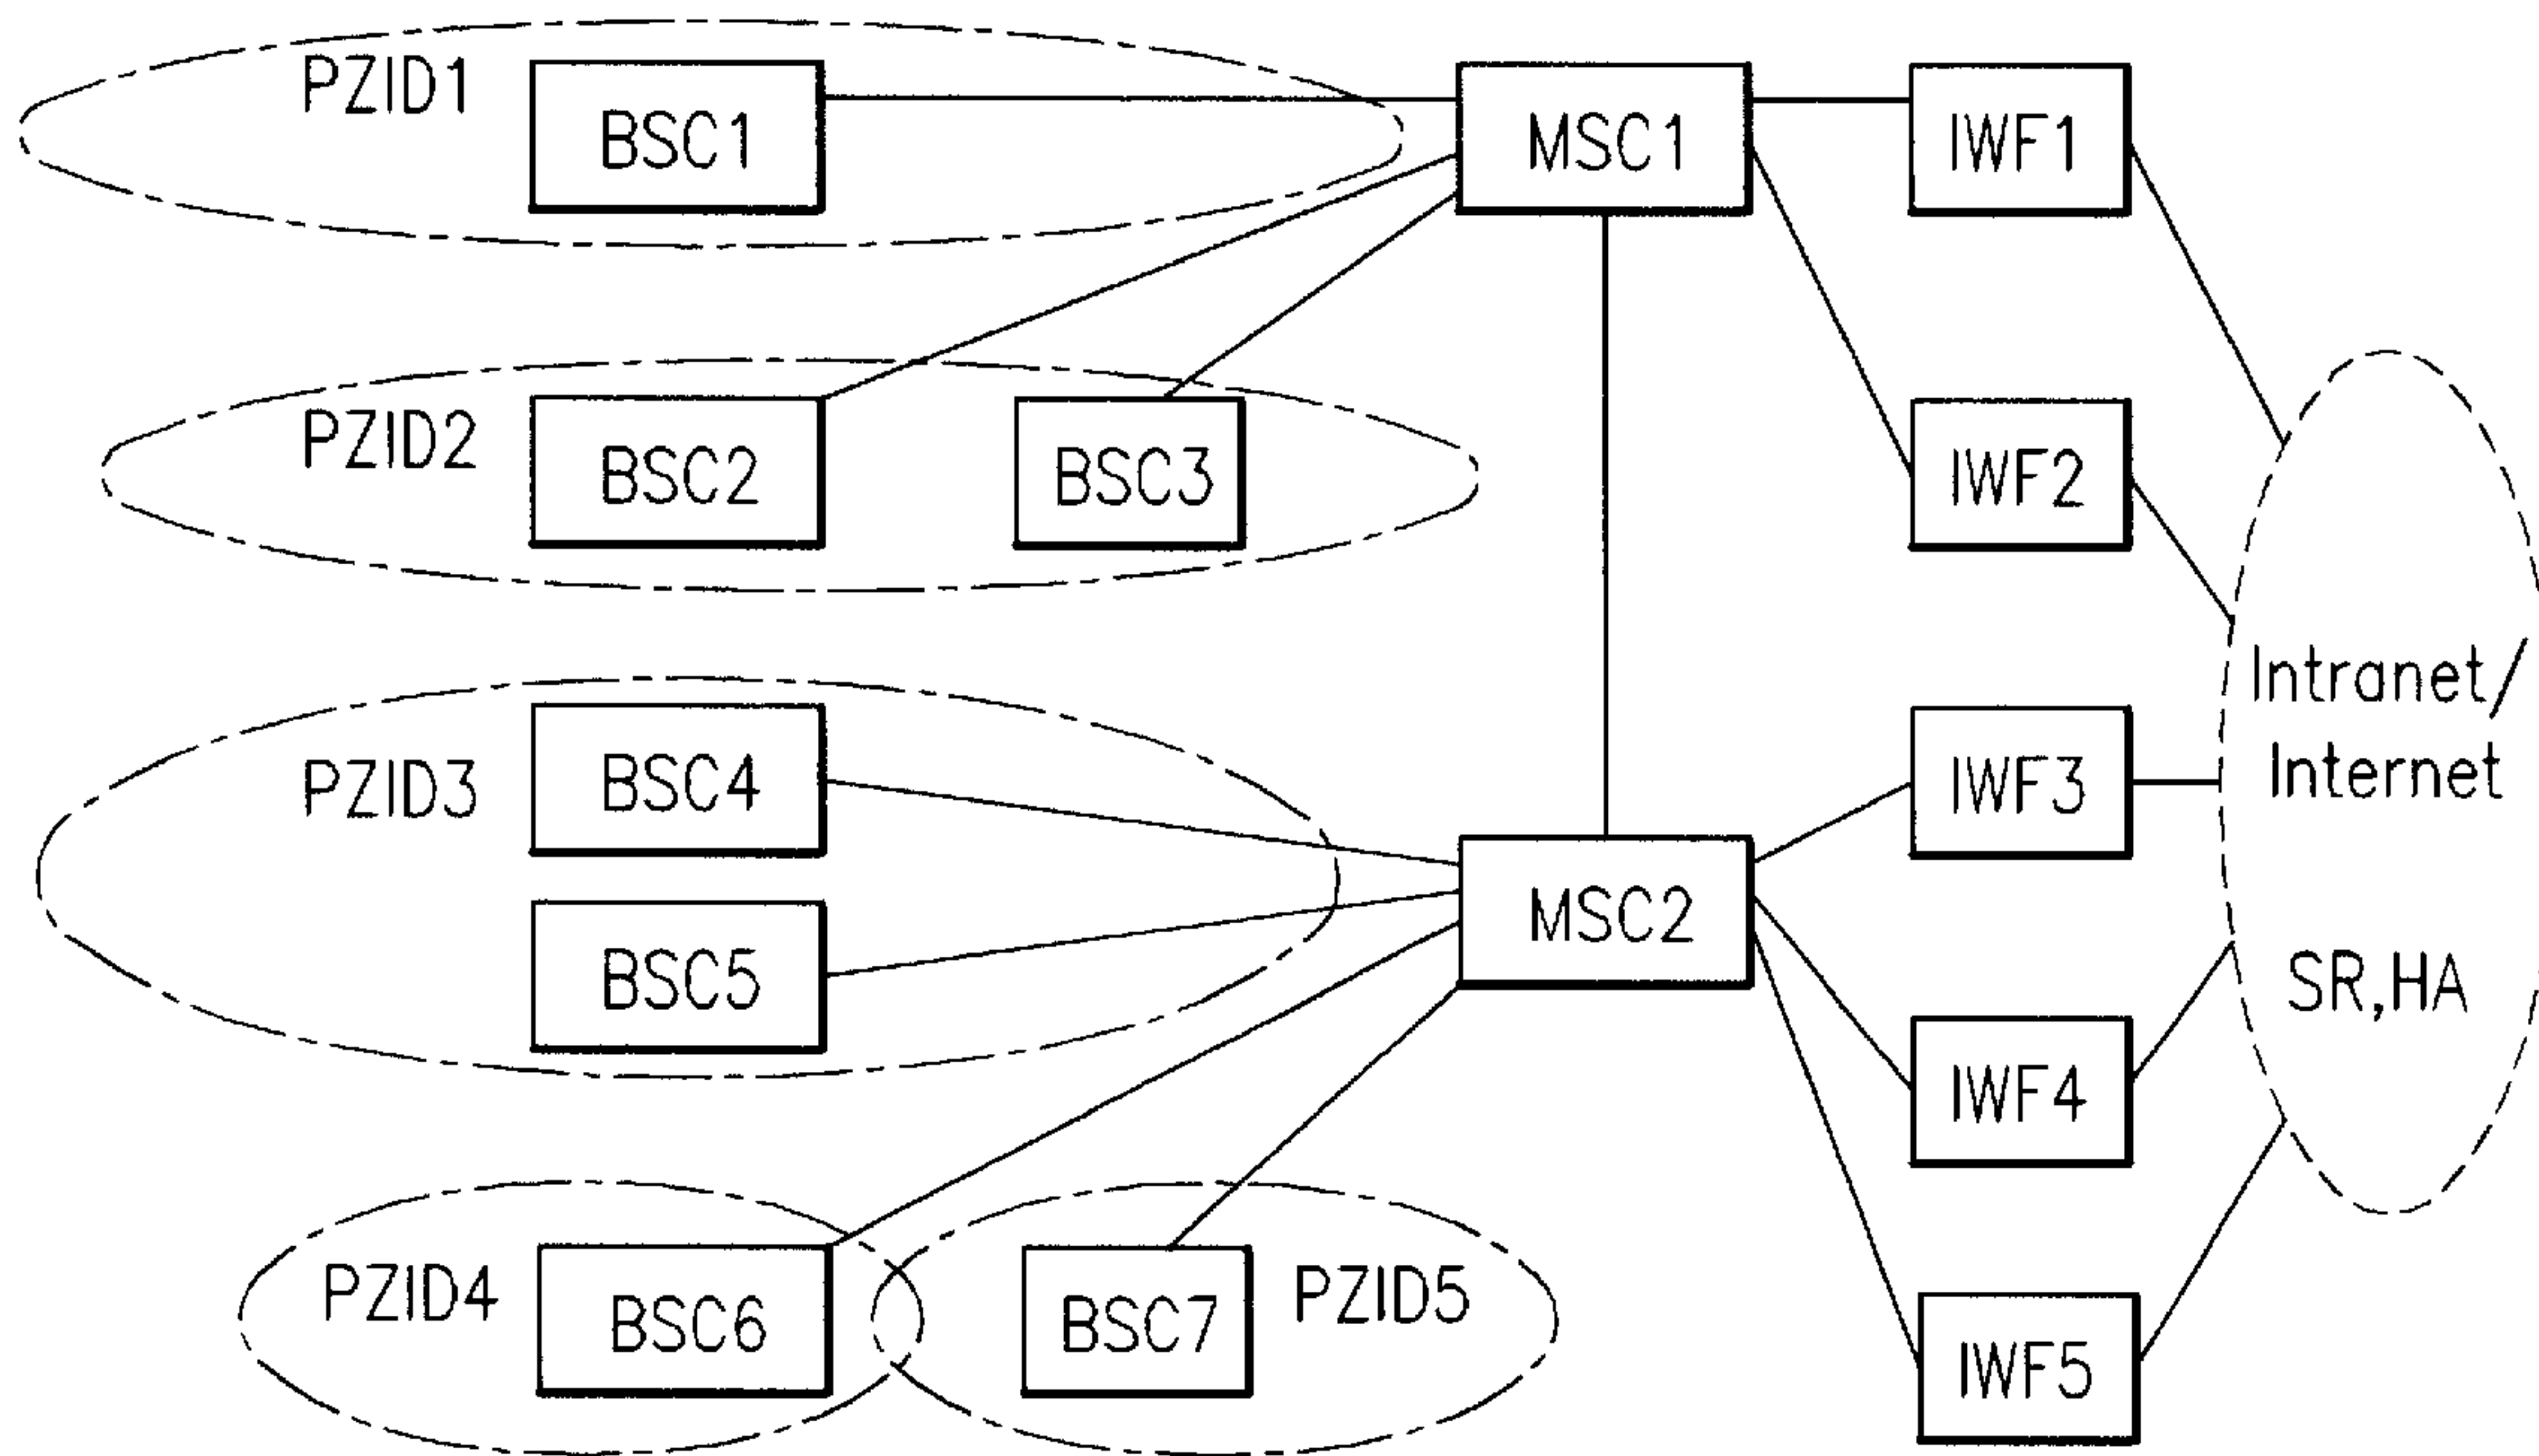 PZID1
BSC1
MSC1
IWF1
PZID2
BSC2
BSC3
IWF2
Intranet/
Internet
PZID3
BSC4
IWF3
MSC2
BSC5
SR,HA
IWF4
PZID4
BSC6
BSC7
PZID5
IWF5